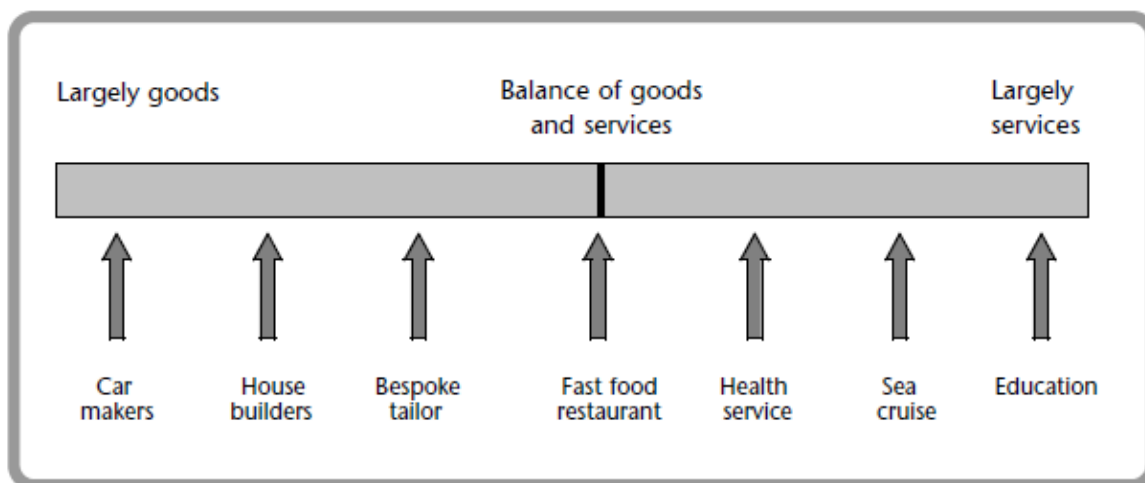 Largely goods
Balance of goods
and services
Largely
services
Car
makers
House
builders
Bespoke
tailor
Fast food
restaurant
Health
service
Sea
cruise
Education